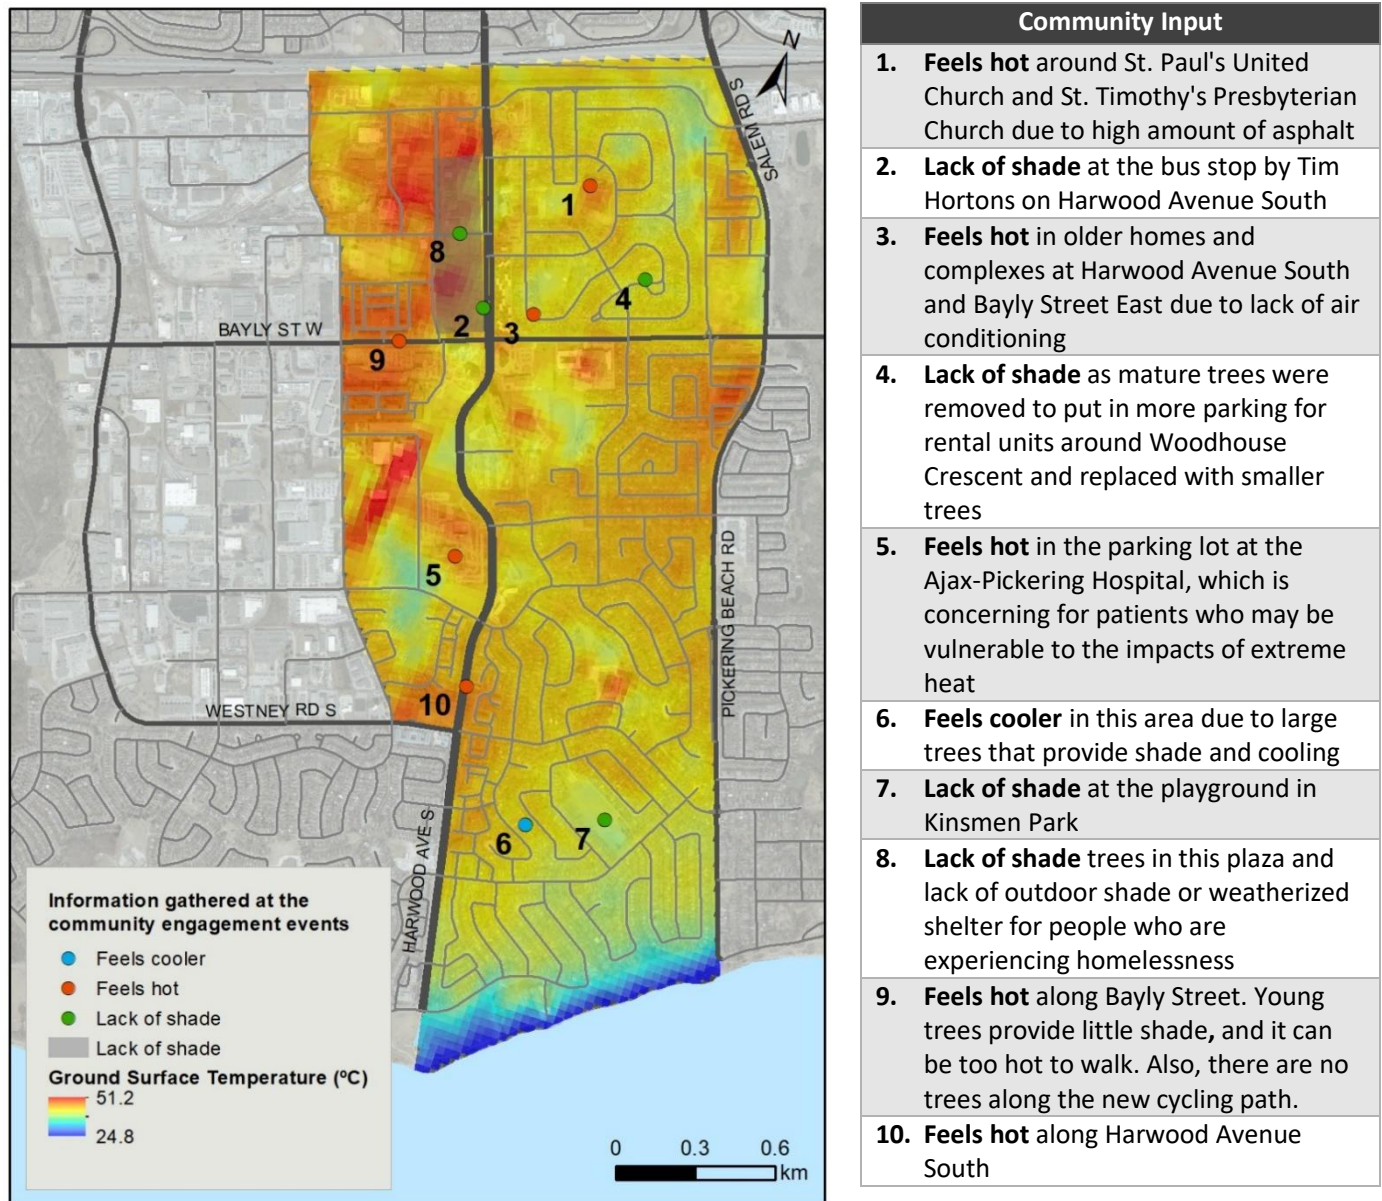 N
SALEM RD S
1
8
4
2
3
BAYLY ST W
9
5
PICKERING BEACH RD
10
WESTNEY RD S
HARWOOD AVE S
6
7
Information gathered at the
community engagement events
Feels cooler
Feels hot
Lack of shade
Lack of shade
Ground Surface Temperature (ºC)
51.2
24.8
0 0.3 0.6
km
Community Input
1. Feels hot around St. Paul's United
Church and St. Timothy's Presbyterian
Church due to high amount of asphalt
2. Lack of shade at the bus stop by Tim
Hortons on Harwood Avenue South
3. Feels hot in older homes and
complexes at Harwood Avenue South
and Bayly Street East due to lack of air
conditioning
4. Lack of shade as mature trees were
removed to put in more parking for
rental units around Woodhouse
Crescent and replaced with smaller
trees
5. Feels hot in the parking lot at the
Ajax-Pickering Hospital, which is
concerning for patients who may be
vulnerable to the impacts of extreme
heat
6. Feels cooler in this area due to large
trees that provide shade and cooling
7. Lack of shade at the playground in
Kinsmen Park
8. Lack of shade trees in this plaza and
lack of outdoor shade or weatherized
shelter for people who are
experiencing homelessness
9. Feels hot along Bayly Street. Young
trees provide little shade, and it can
be too hot to walk. Also, there are no
trees along the new cycling path.
10. Feels hot along Harwood Avenue
South